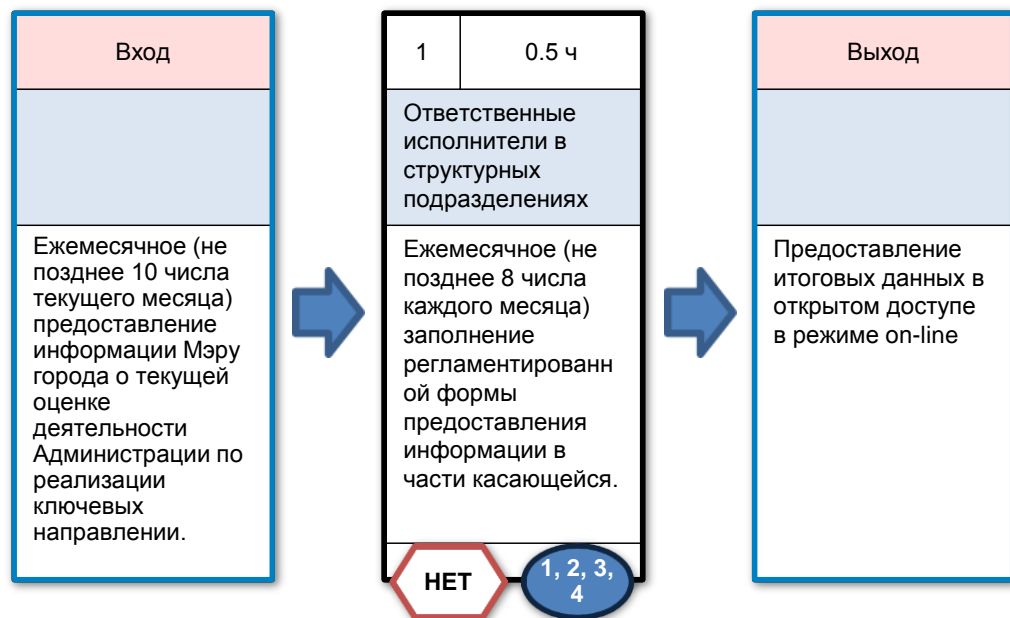 Вход
Ежемесячное (не
позднее 10 числа
текущего месяца)
предоставление
информации Мэру
города о текущей
оценке
деятельности
Администрации по
реализации
ключевых
направлении.
1
0.5 ч
Ответственные
исполнители в
структурных
подразделениях
Ежемесячное (не
позднее 8 числа
каждого месяца)
заполнение
регламентированн
ой формы
предоставления
информации в
части касающейся.
НЕТ
1, 2, 3,
4
Выход
Предоставление
итоговых данных в
открытом доступе
в режиме on-line